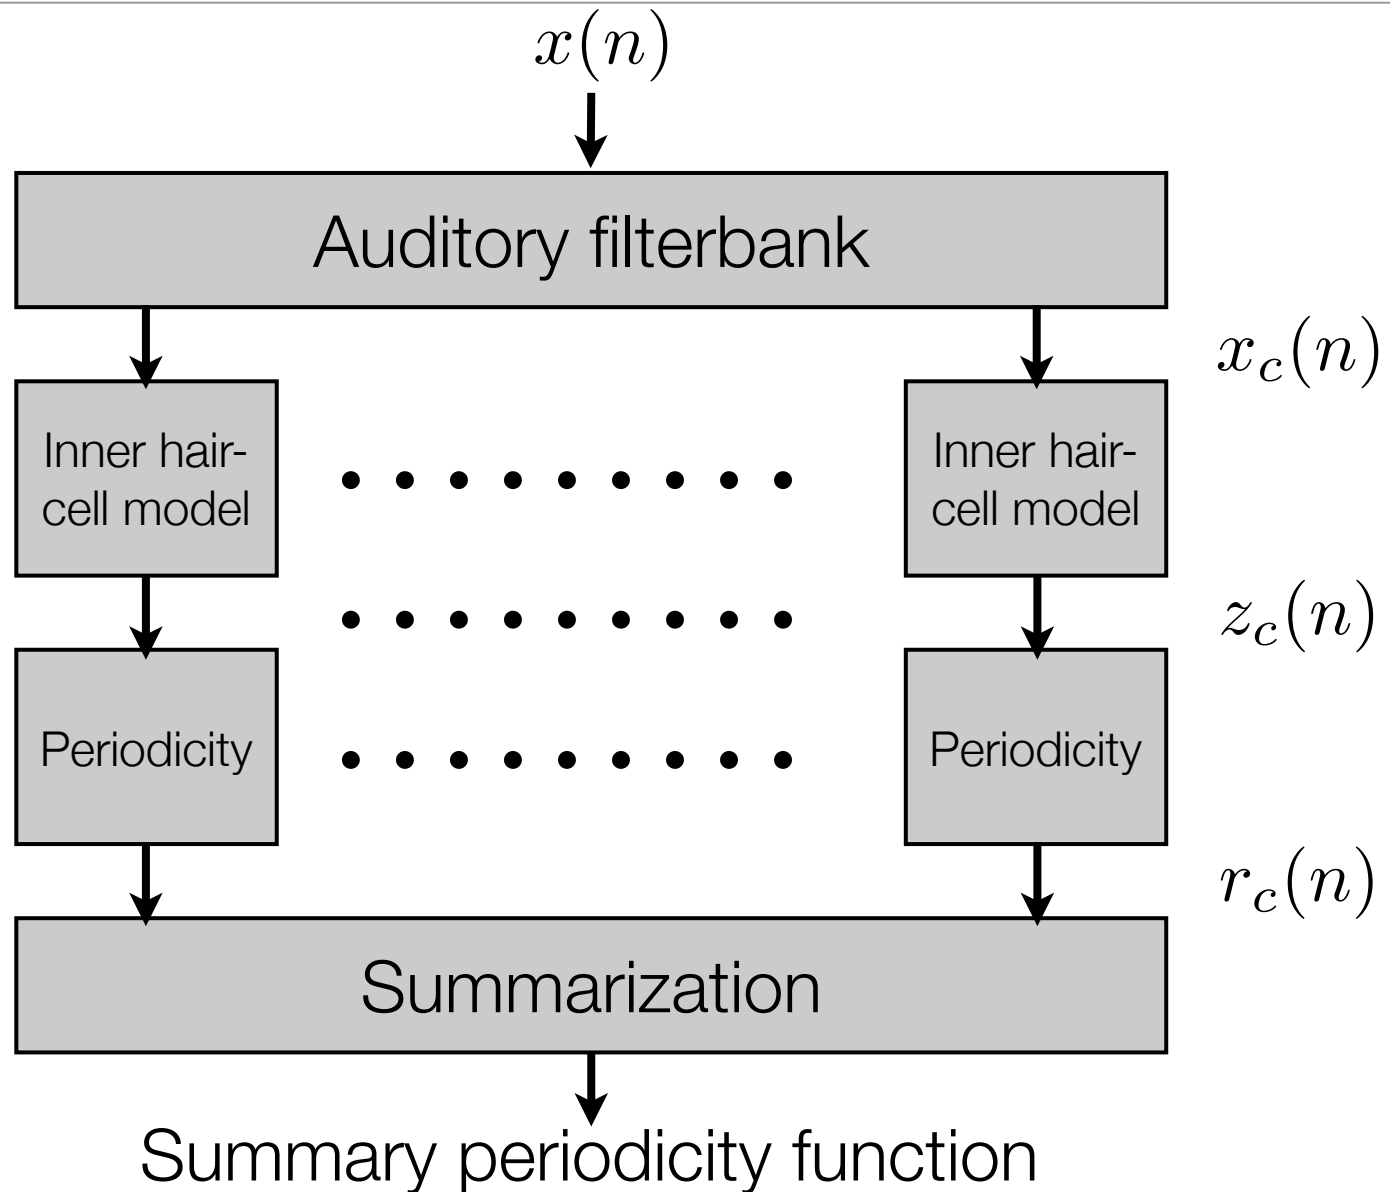 x(n)
Auditory filterbank
x_c(n)
Inner hair-
cell model
Inner hair-
cell model
z_c(n)
Periodicity
Periodicity
r_c(n)
Summarization
Summary periodicity function